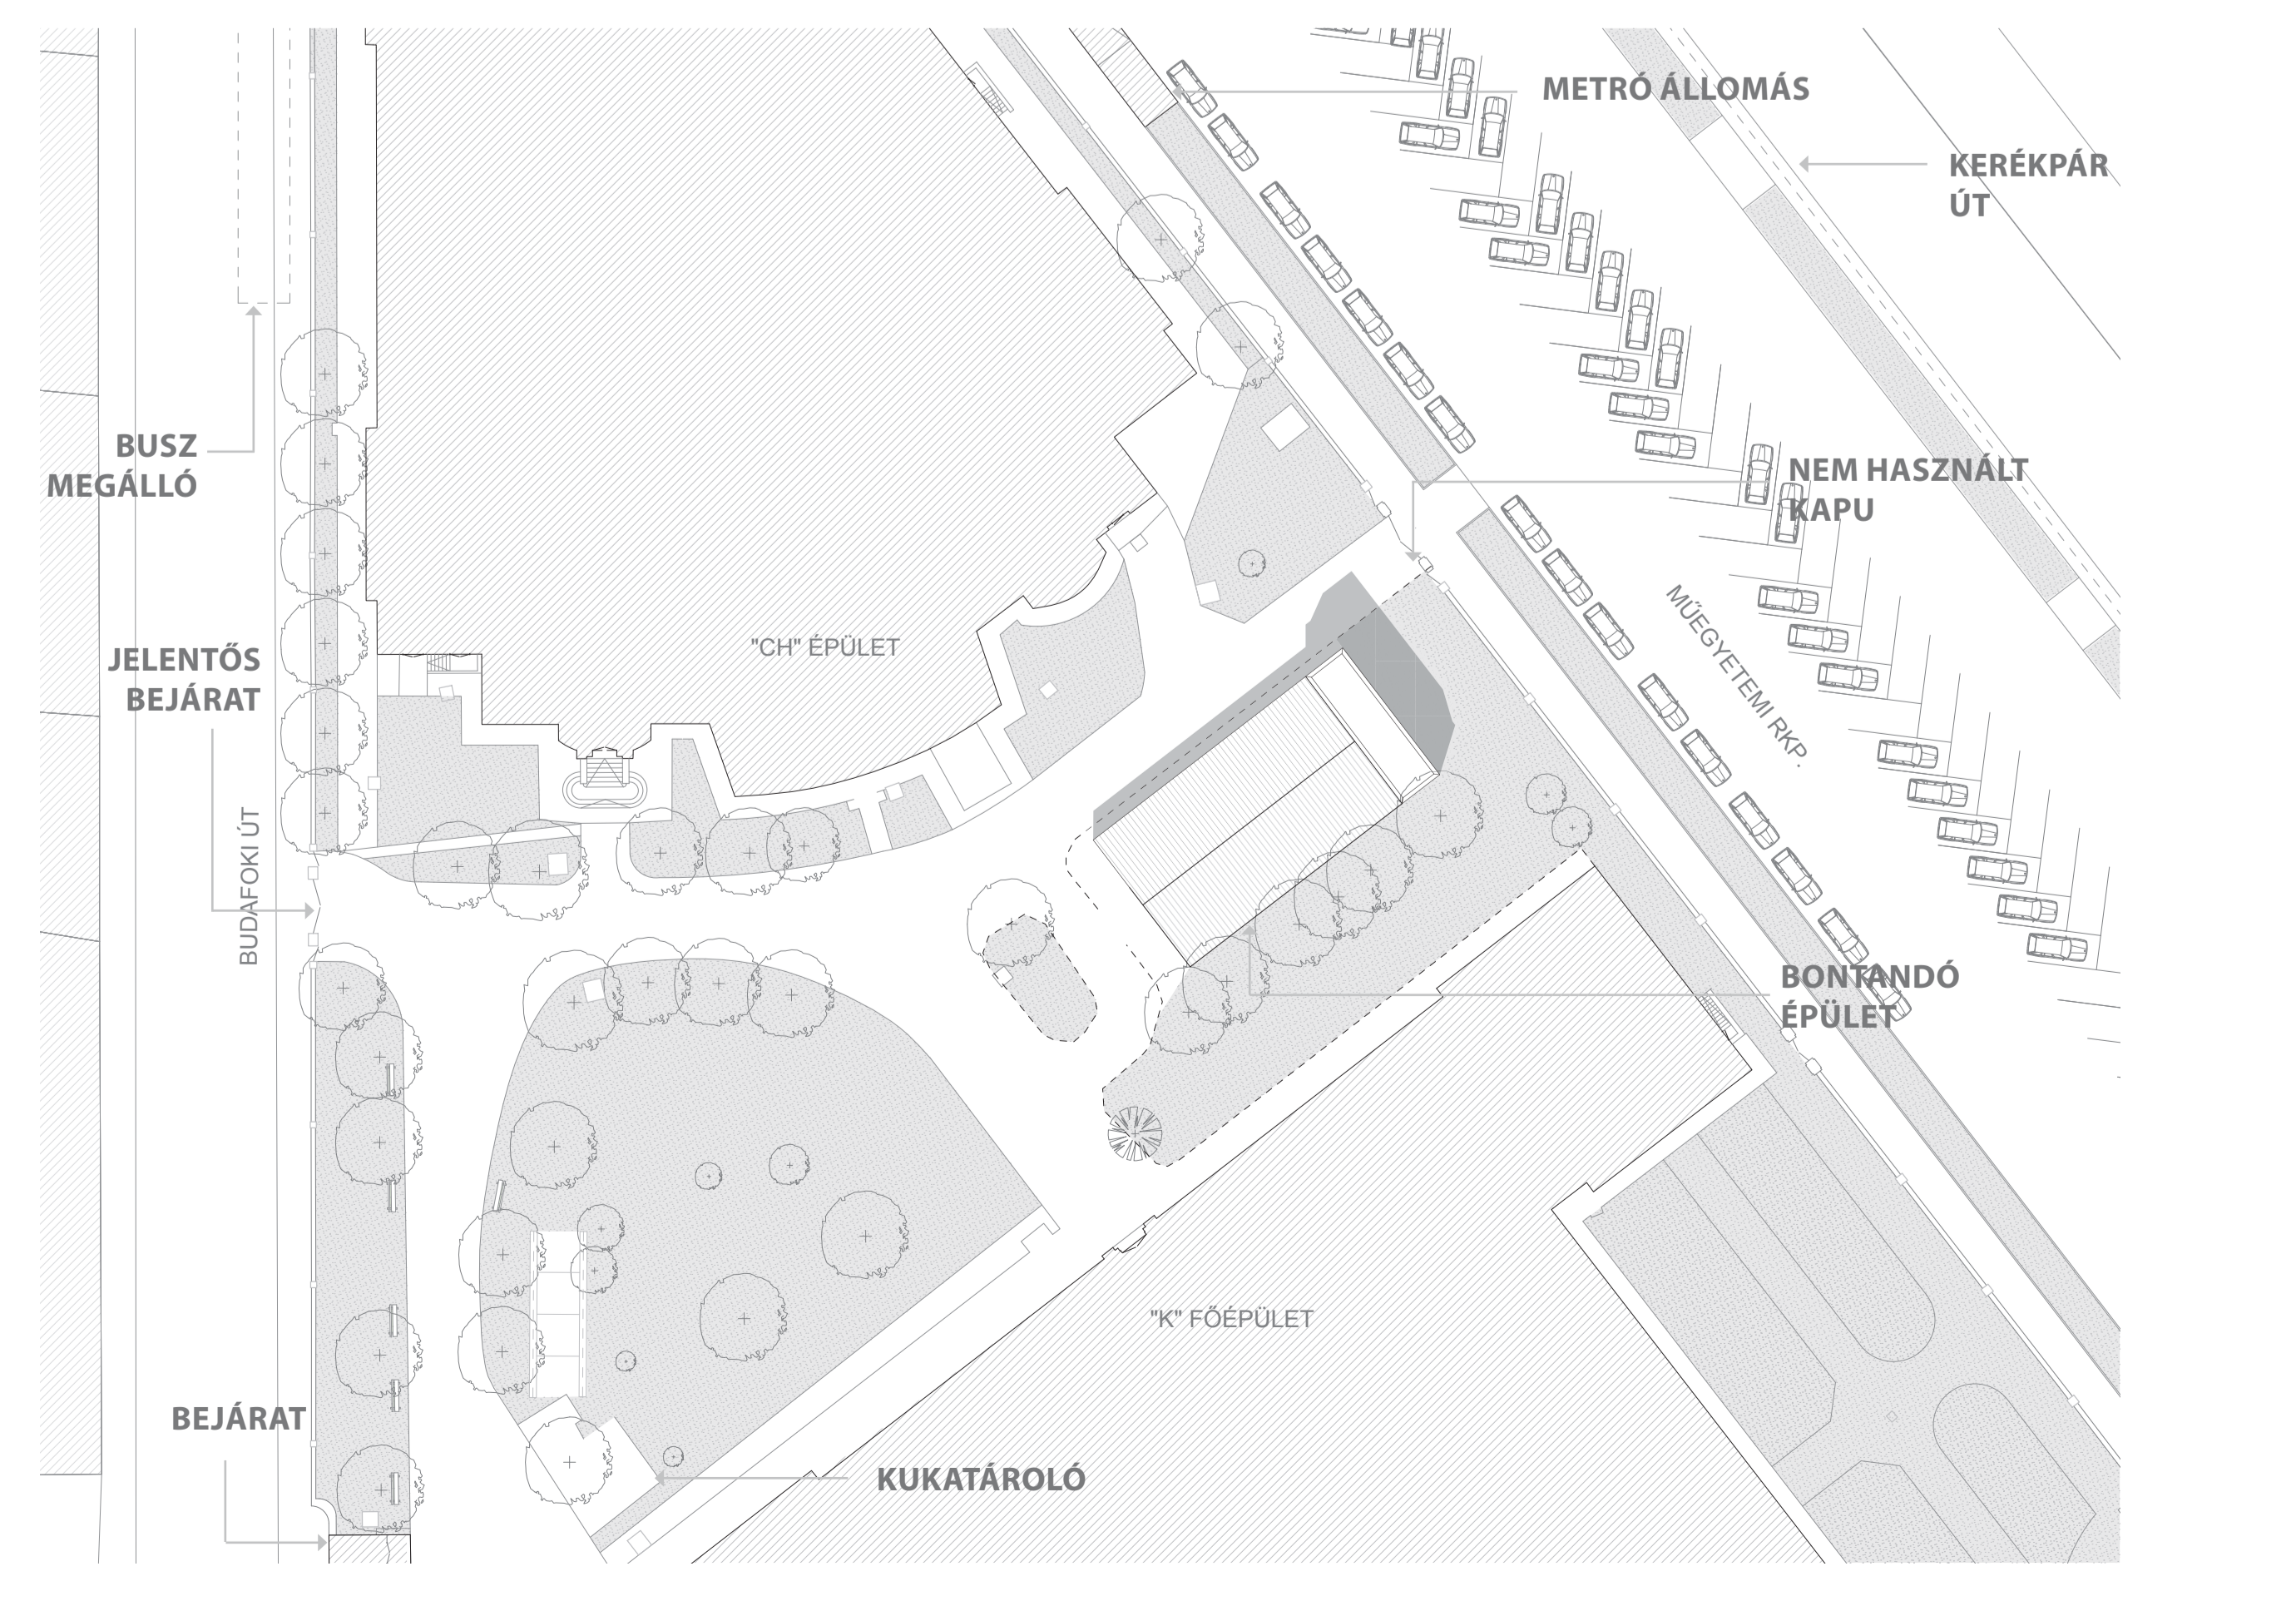 METRÓ ÁLLOMÁS
KERÉKPÁR
ÚT
BUSZ
MEGÁLLÓ
NEM HASZNÁLT
KAPU
JELENTŐS
BEJÁRAT
"CH" ÉPÜLET
MŰEGYETEMI RKP.
BUDAFOKI ÚT
BONTANDÓ
ÉPÜLET
"K" FŐÉPÜLET
BEJÁRAT
KUKATÁROLÓ